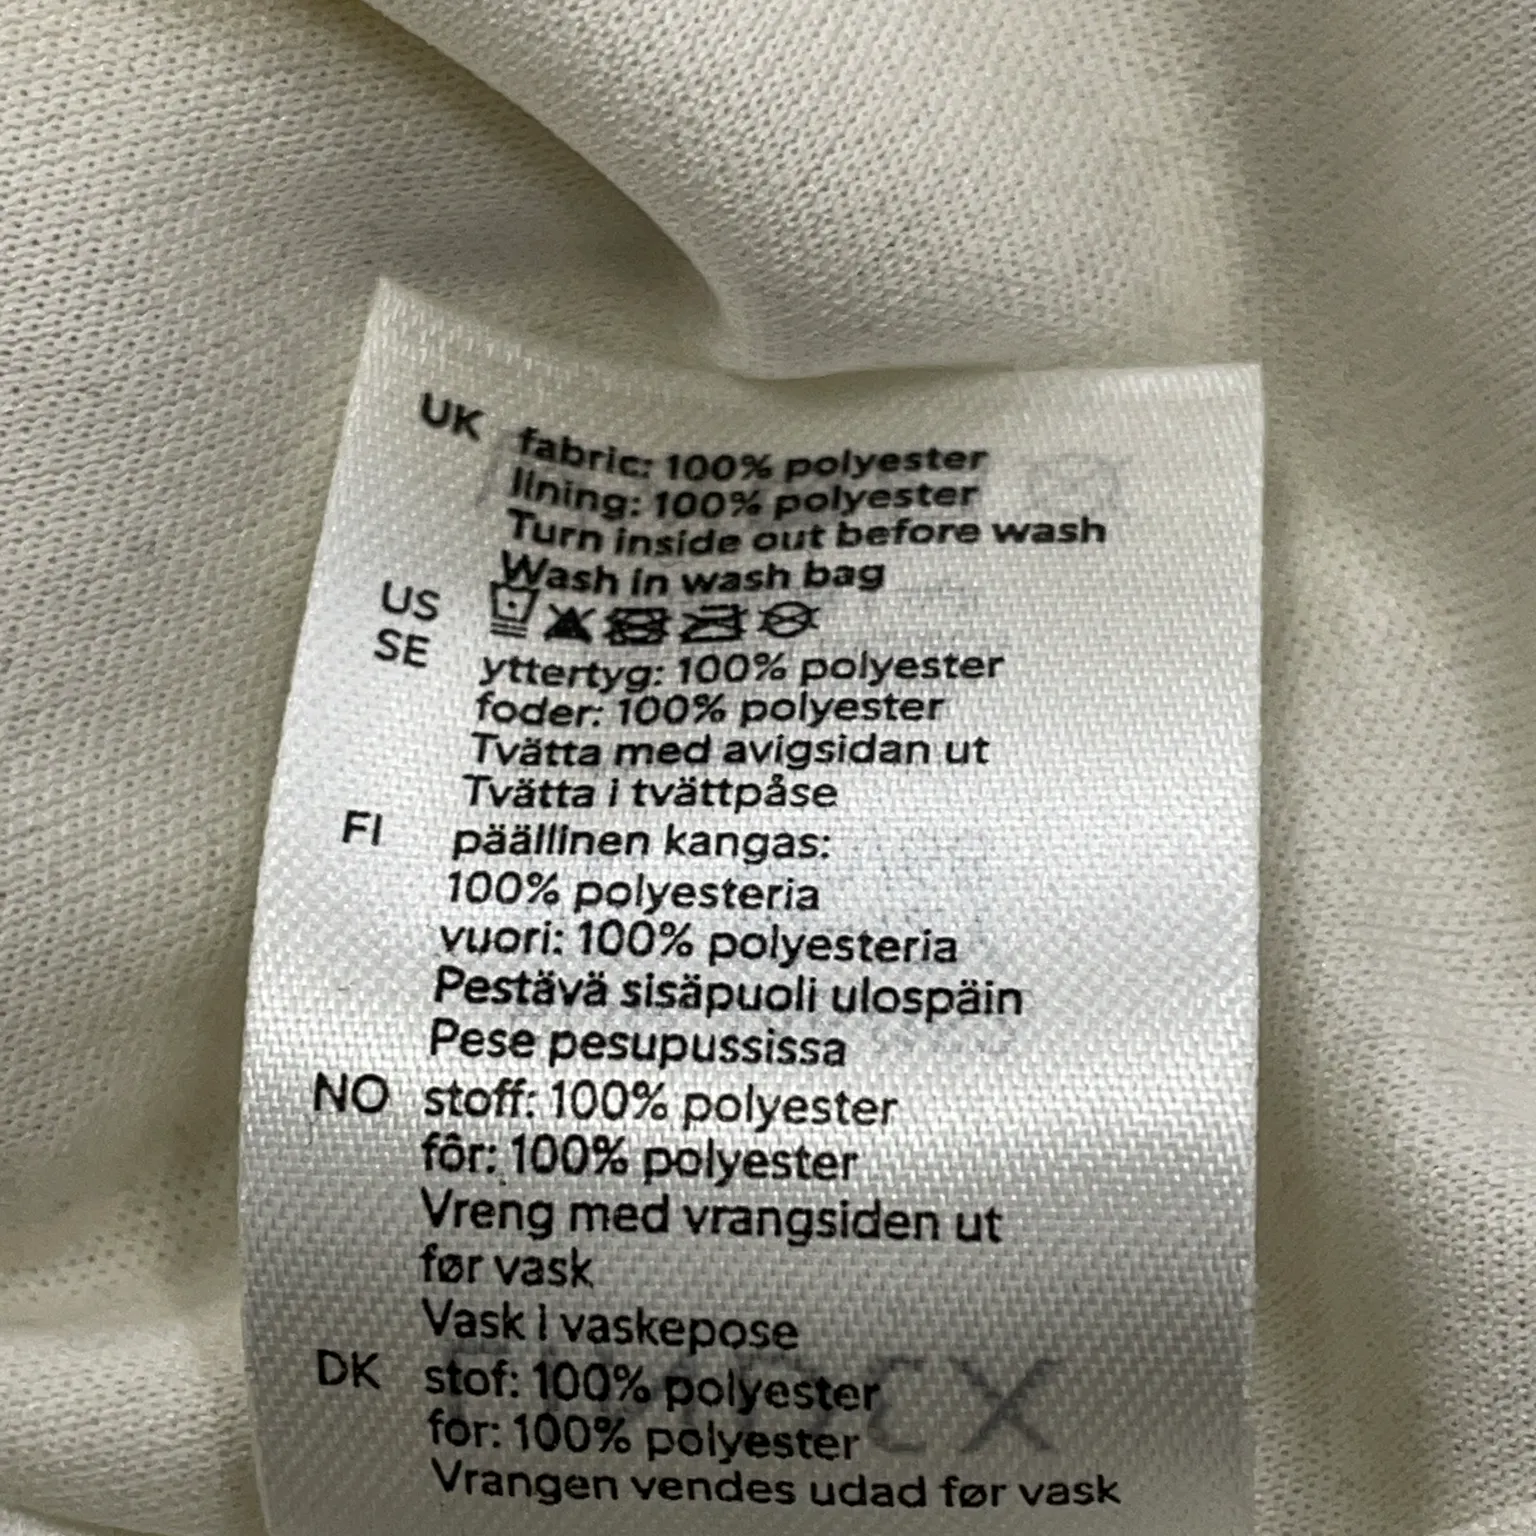 UK fabric: 100% polyester
lining: 100% polyester
Turn inside out before wash
Wash in wash bag
US
SE yttertyg: 100% polyester
foder: 100% polyester
Tvätta med avigsidan ut
Tvätta i tvättpåse
FI päällinen kangas:
100% polyesteria
vuori: 100% polyesteria
Pestävä sisäpuoli ulospäin
Pese pesupussissa
NO stoff: 100% polyester
fôr: 100% polyester
Vreng med vrangsiden ut
før vask
Vask i vaskepose
DK stof: 100% polyester
for: 100% polyester
Vrangen vendes udad før vask